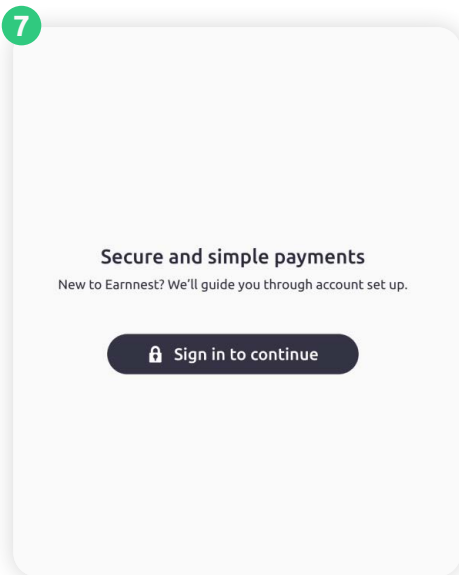 7
Secure and simple payments
New to Earnnest? We'll guide you through account set up.
Sign in to continue